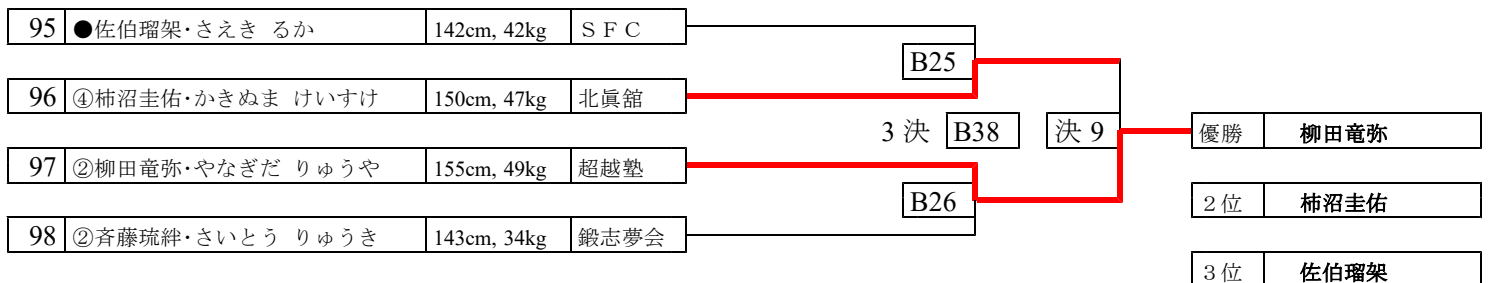 95 ●佐伯瑠架・さえき るか 142cm, 42kg ＳＦＣ
B25
96 ④柿沼圭佑・かきぬま けいすけ 150cm, 47kg 北眞舘
3決 B38 決9 優勝 柳田竜弥
97 ②柳田竜弥・やなぎだ りゅうや 155cm, 49kg 超越塾
B26 2位 柿沼圭佑
98 ②斉藤琉絆・さいとう りゅうき 143cm, 34kg 鍛志夢会
3位 佐伯瑠架